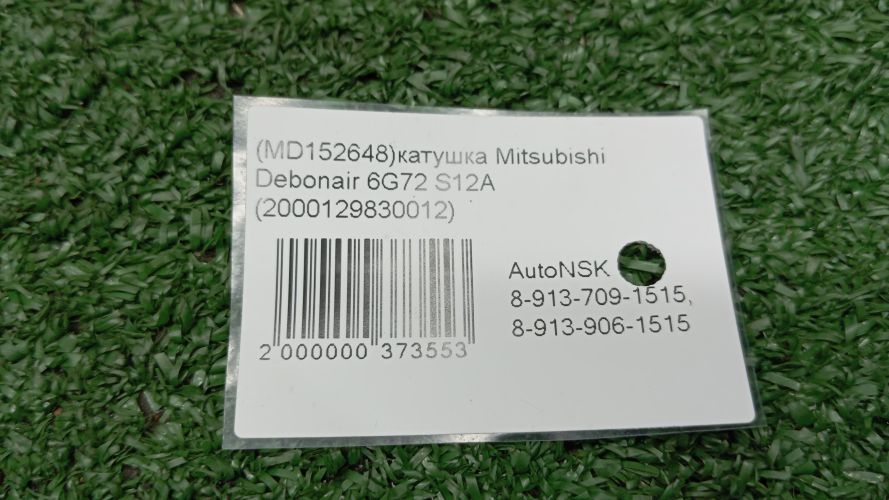 (MD152648)катушка Mitsubishi
Debonair 6G72 S12A
(2000129830012)
2 000000 373553
AutoNSK
8-913-709-1515,
8-913-906-1515